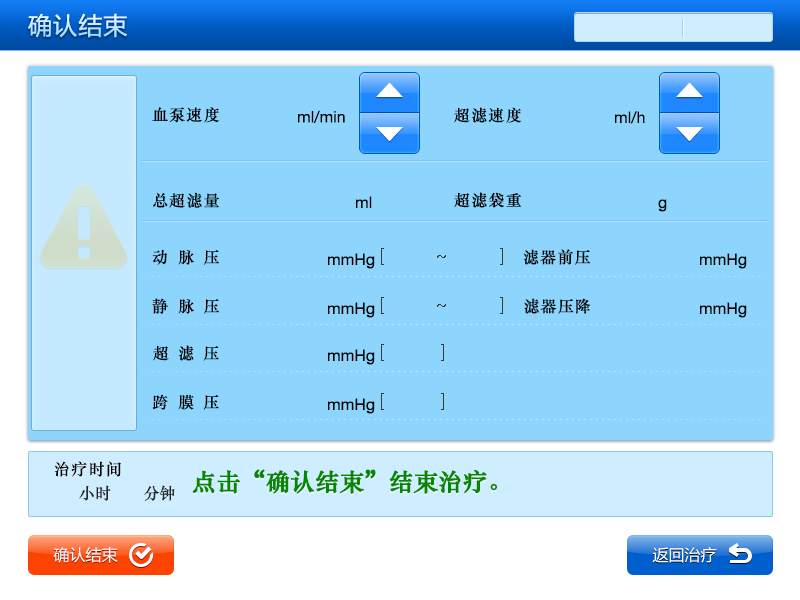 确认结束
血泵速度 ml/min 超滤速度 ml/h
总超滤量 ml 超滤袋重 g
动脉压 mmHg [ ~ ] 滤器前压 mmHg
静脉压 mmHg [ ~ ] 滤器压降 mmHg
超滤压 mmHg [ ]
跨膜压 mmHg [ ]
治疗时间
小时 分钟
点击“确认结束”结束治疗。
确认结束 返回治疗